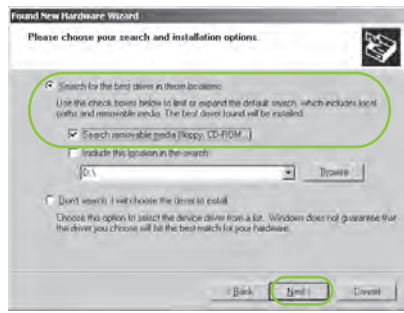 Found New Hardware Wizard
Please choose your search and installation options.
Search for the best driver in these locations.
Use the check boxes below to limit or expand the default search, which includes local
paths and removable media. The best driver found will be installed.
Search removable media (floppy, CD-ROM...)
Include this location in the search:
D:\
Browse
Don't search. I will choose the driver to install.
Choose this option to select the device driver from a list. Windows does not guarantee that
the driver you choose will be the best match for your hardware.
< Back
Next >
Cancel